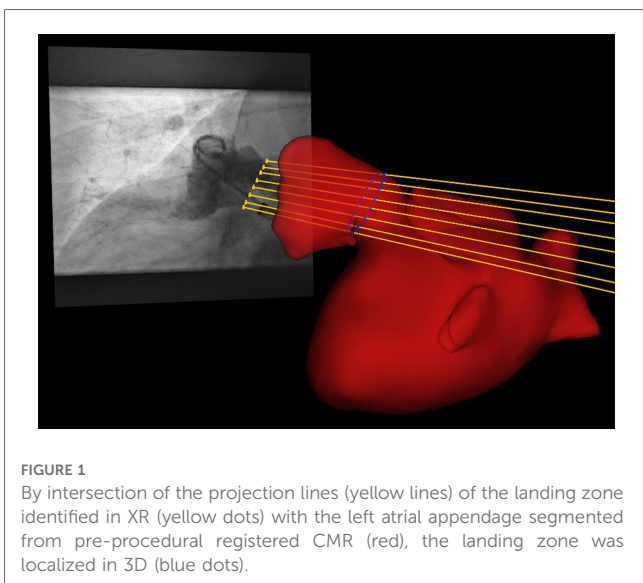 FIGURE 1
By intersection of the projection lines (yellow lines) of the landing zone
identified in XR (yellow dots) with the left atrial appendage segmented
from pre-procedural registered CMR (red), the landing zone was
localized in 3D (blue dots).